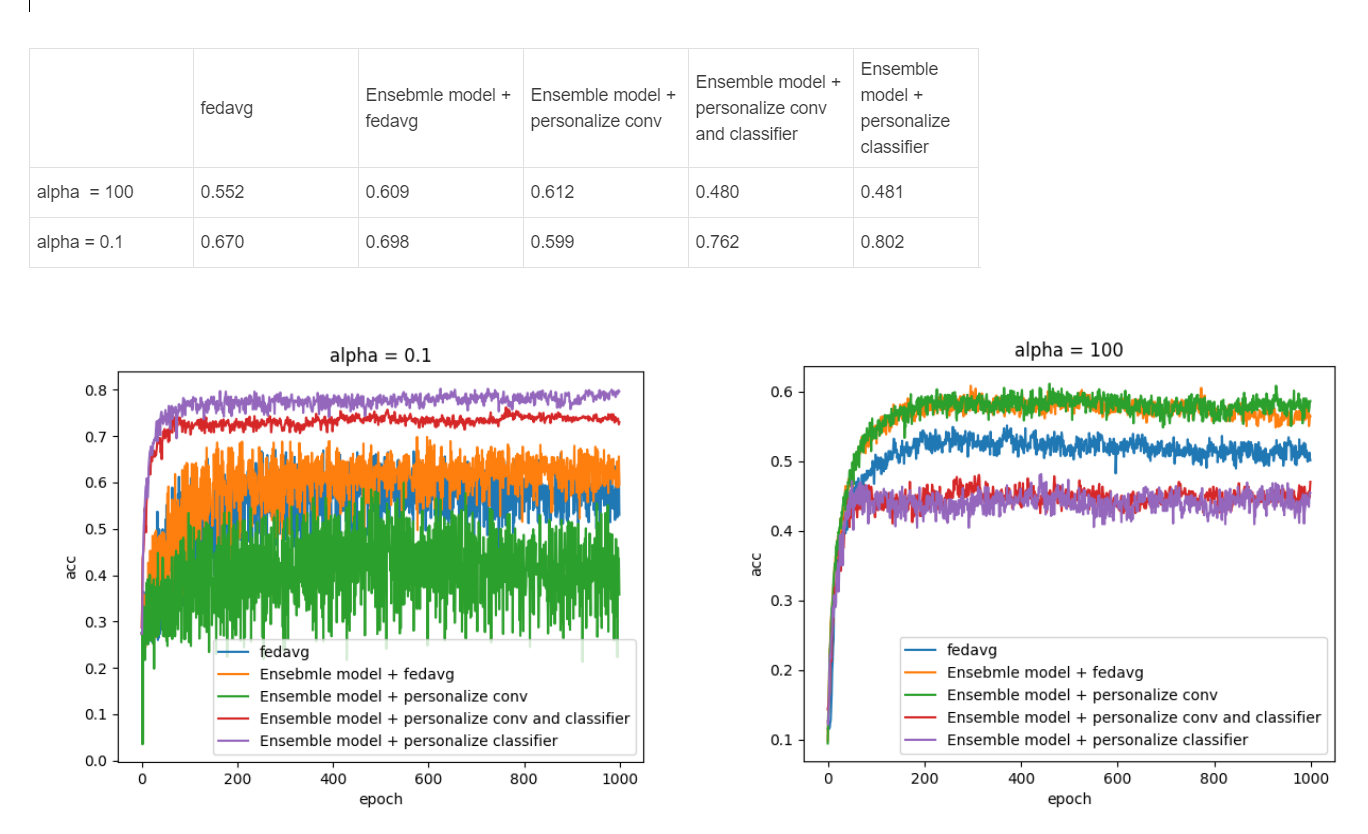 fedavg
Ensebmle model +
fedavg
Ensemble model +
personalize conv
Ensemble model +
personalize conv
and classifier
Ensemble
model +
personalize
classifier
alpha  = 100
0.552
0.609
0.612
0.480
0.481
alpha = 0.1
0.670
0.698
0.599
0.762
0.802
alpha = 0.1
acc
0.8
0.7
0.6
0.5
0.4
0.3
0.2
0.1
0.0
fedavg
Ensebmle model + fedavg
Ensemble model + personalize conv
Ensemble model + personalize conv and classifier
Ensemble model + personalize classifier
0 200 400 600 800 1000
epoch
alpha = 100
acc
0.6
0.5
0.4
0.3
0.2
0.1
fedavg
Ensebmle model + fedavg
Ensemble model + personalize conv
Ensemble model + personalize conv and classifier
Ensemble model + personalize classifier
0 200 400 600 800 1000
epoch